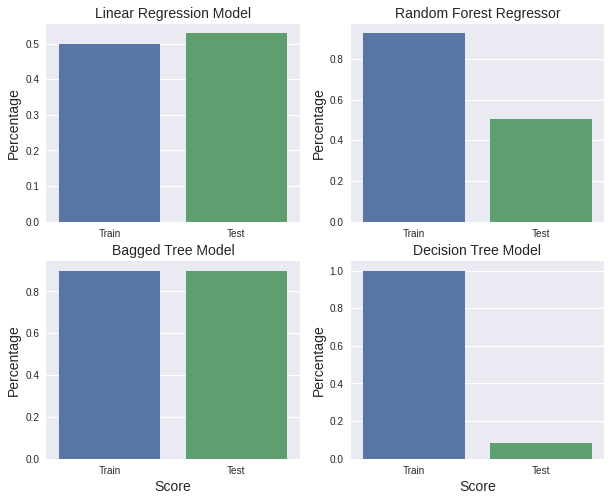 Linear Regression Model
Percentage
0.5
0.4
0.3
0.2
0.1
0.0
Train
Test
Random Forest Regressor
Percentage
0.8
0.6
0.4
0.2
0.0
Train
Test
Bagged Tree Model
Percentage
0.8
0.6
0.4
0.2
0.0
Train
Test
Score
Decision Tree Model
Percentage
1.0
0.8
0.6
0.4
0.2
0.0
Train
Test
Score